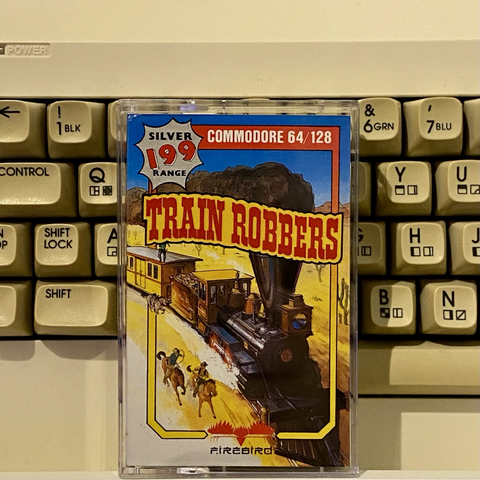 POWER
! 1 BLK
& 6 GRN
' 7 BLU
CONTROL
Q
Y
U
SHIFT LOCK
A
G
H
J
SHIFT
B
N
SILVER
199
RANGE
COMMODORE 64/128
TRAIN ROBBERS
FIREBIRD